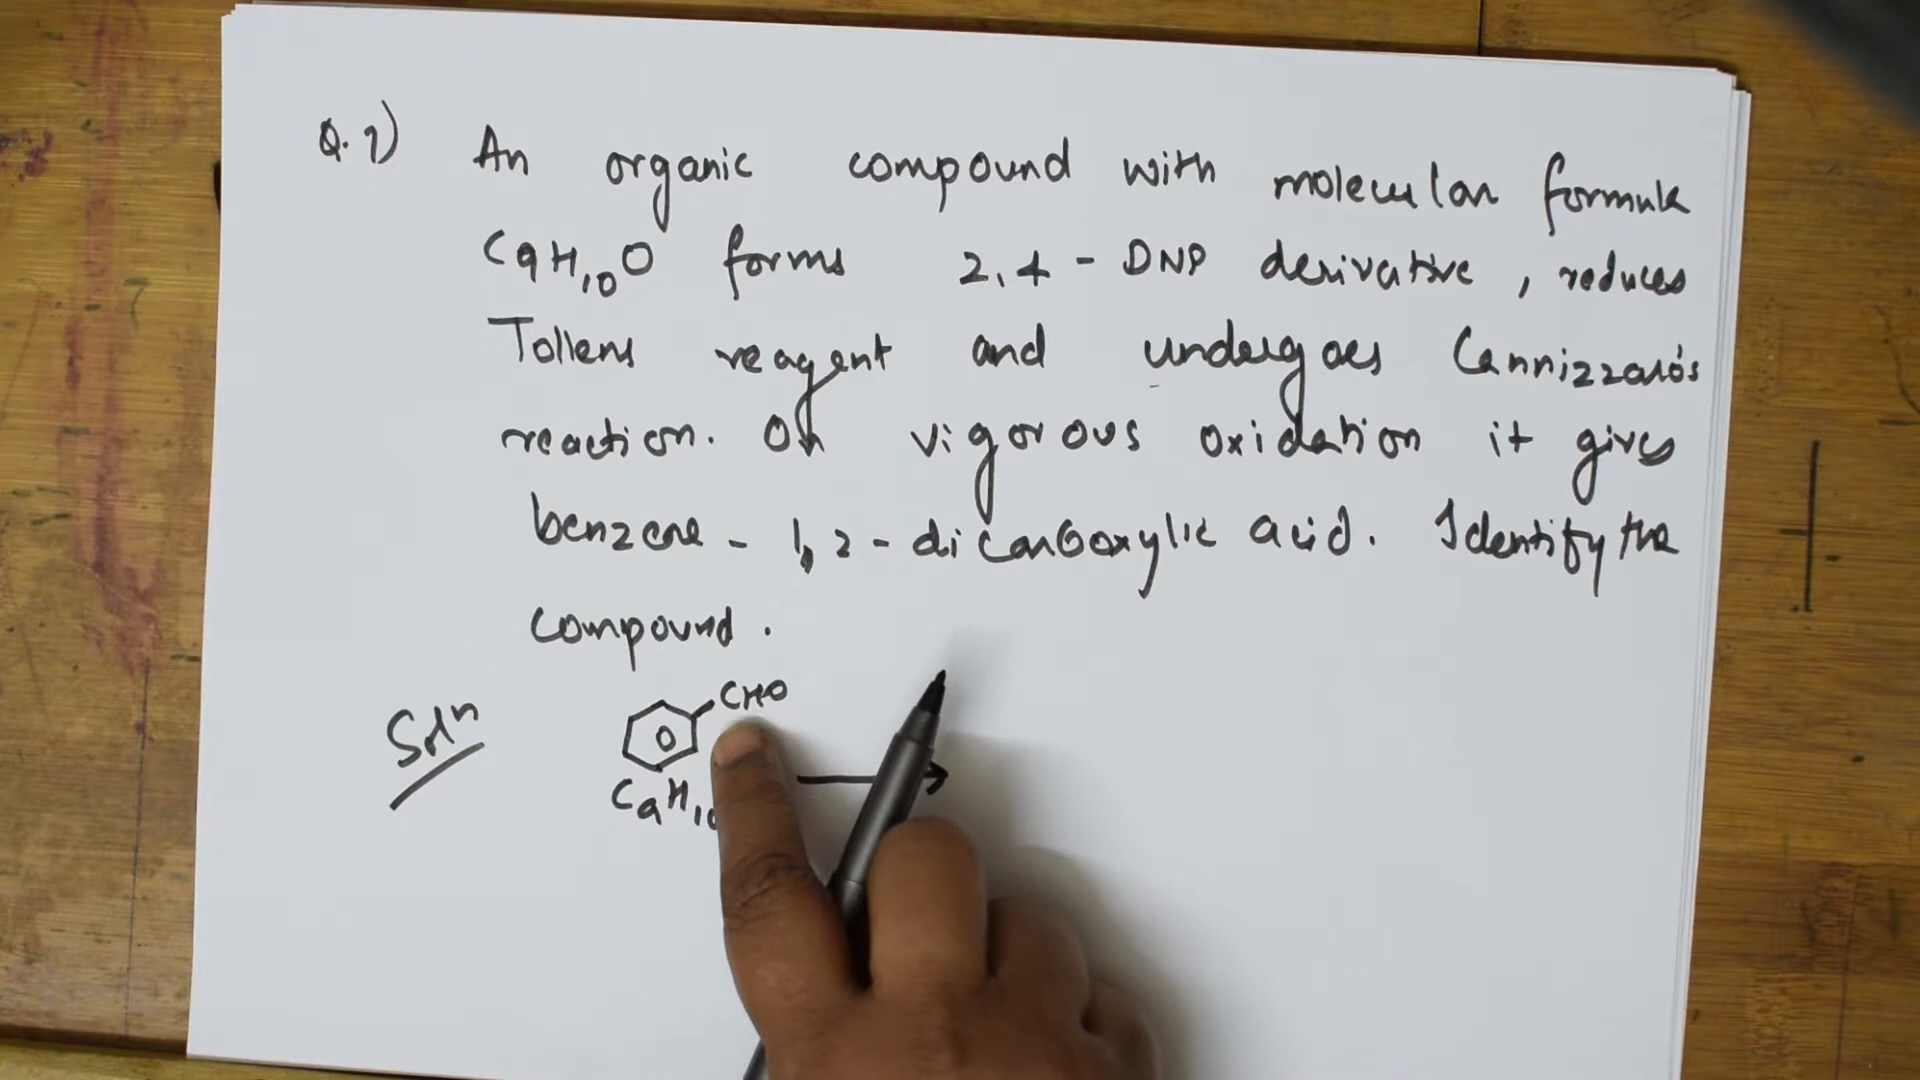 Q.1) An organic compound with molecular formula
C9H10O forms 2,4-DNP derivative, reduces
Tollens reagent and undergoes Cannizzaro's
reaction. On vigorous oxidation it gives
benzene-1,2-dicarboxylic acid. Identify the
compound.
CHO
Soln
C9H10